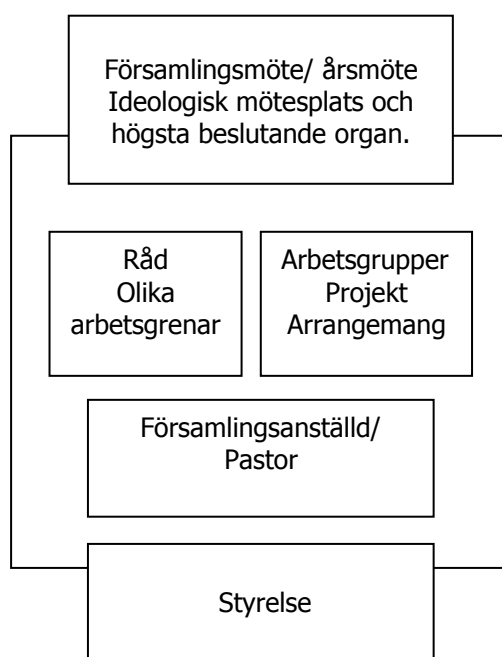 Församlingsmöte/ årsmöte
Ideologisk mötesplats och
högsta beslutande organ.
Råd
Olika
arbetsgrenar
Arbetsgrupper
Projekt
Arrangemang
Församlingsanställd/
Pastor
Styrelse